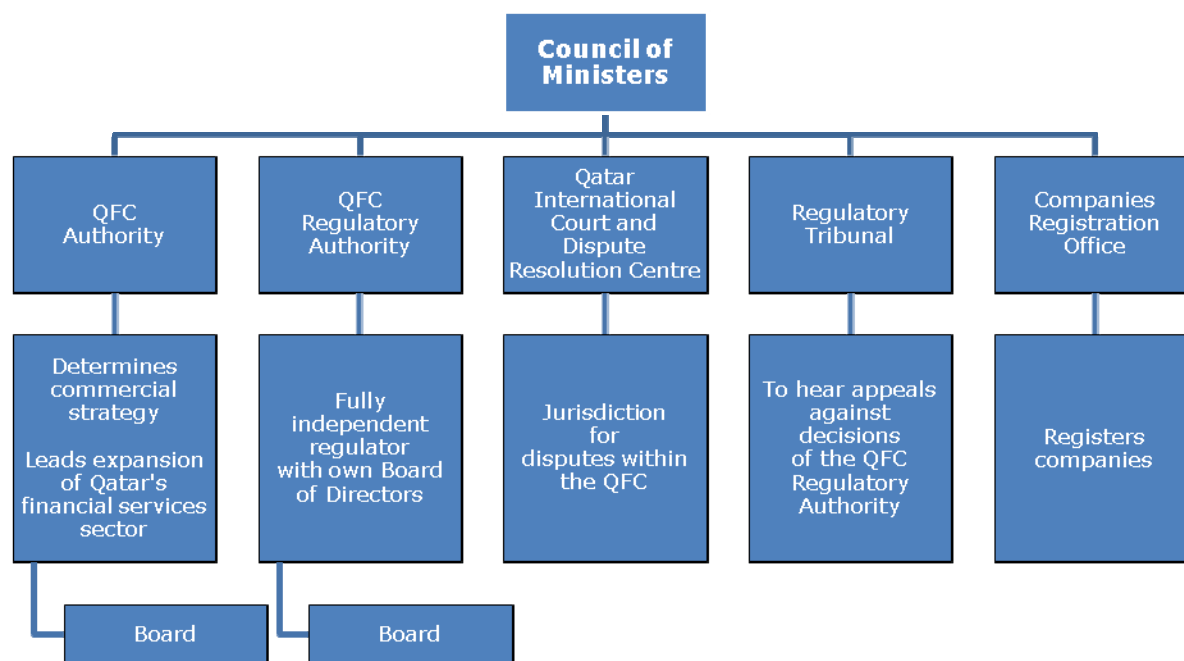 Council of
Ministers
QFC
Authority
QFC
Regulatory
Authority
Qatar
International
Court and
Dispute
Resolution Centre
Regulatory
Tribunal
Companies
Registration
Office
Determines
commercial
strategy
Leads expansion
of Qatar's
financial services
sector
Fully
independent
regulator
with own Board
of Directors
Jurisdiction
for
disputes within
the QFC
To hear appeals
against
decisions
of the QFC
Regulatory
Authority
Registers
companies
Board
Board